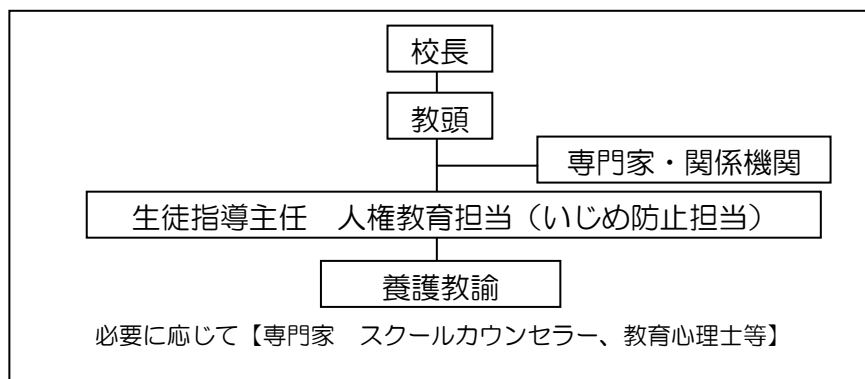 校長
教頭
専門家・関係機関
生徒指導主任　人権教育担当（いじめ防止担当）
養護教諭
必要に応じて【専門家　スクールカウンセラー、教育心理士等】